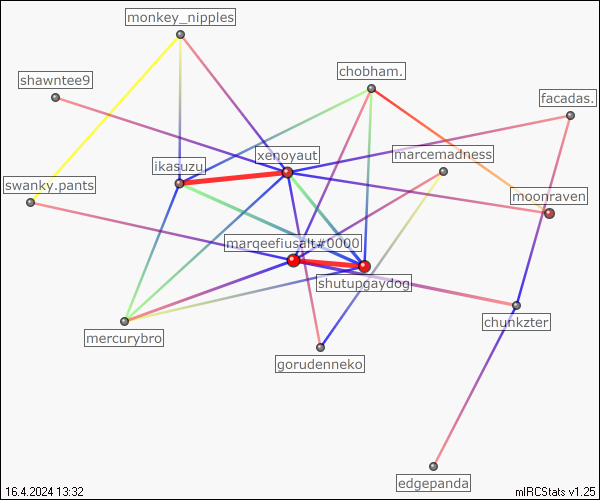 monkey_nipples
chobham.
shawntee9
facadas.
xenoyaut
marcemadness
ikasuzu
swanky.pants
moonraven
marqeefiusalt#0000
shutupgaydog
chunkzter
mercurybro
gorudenneko
edgepanda
16.4.2024 13:32
mIRCStats v1.25